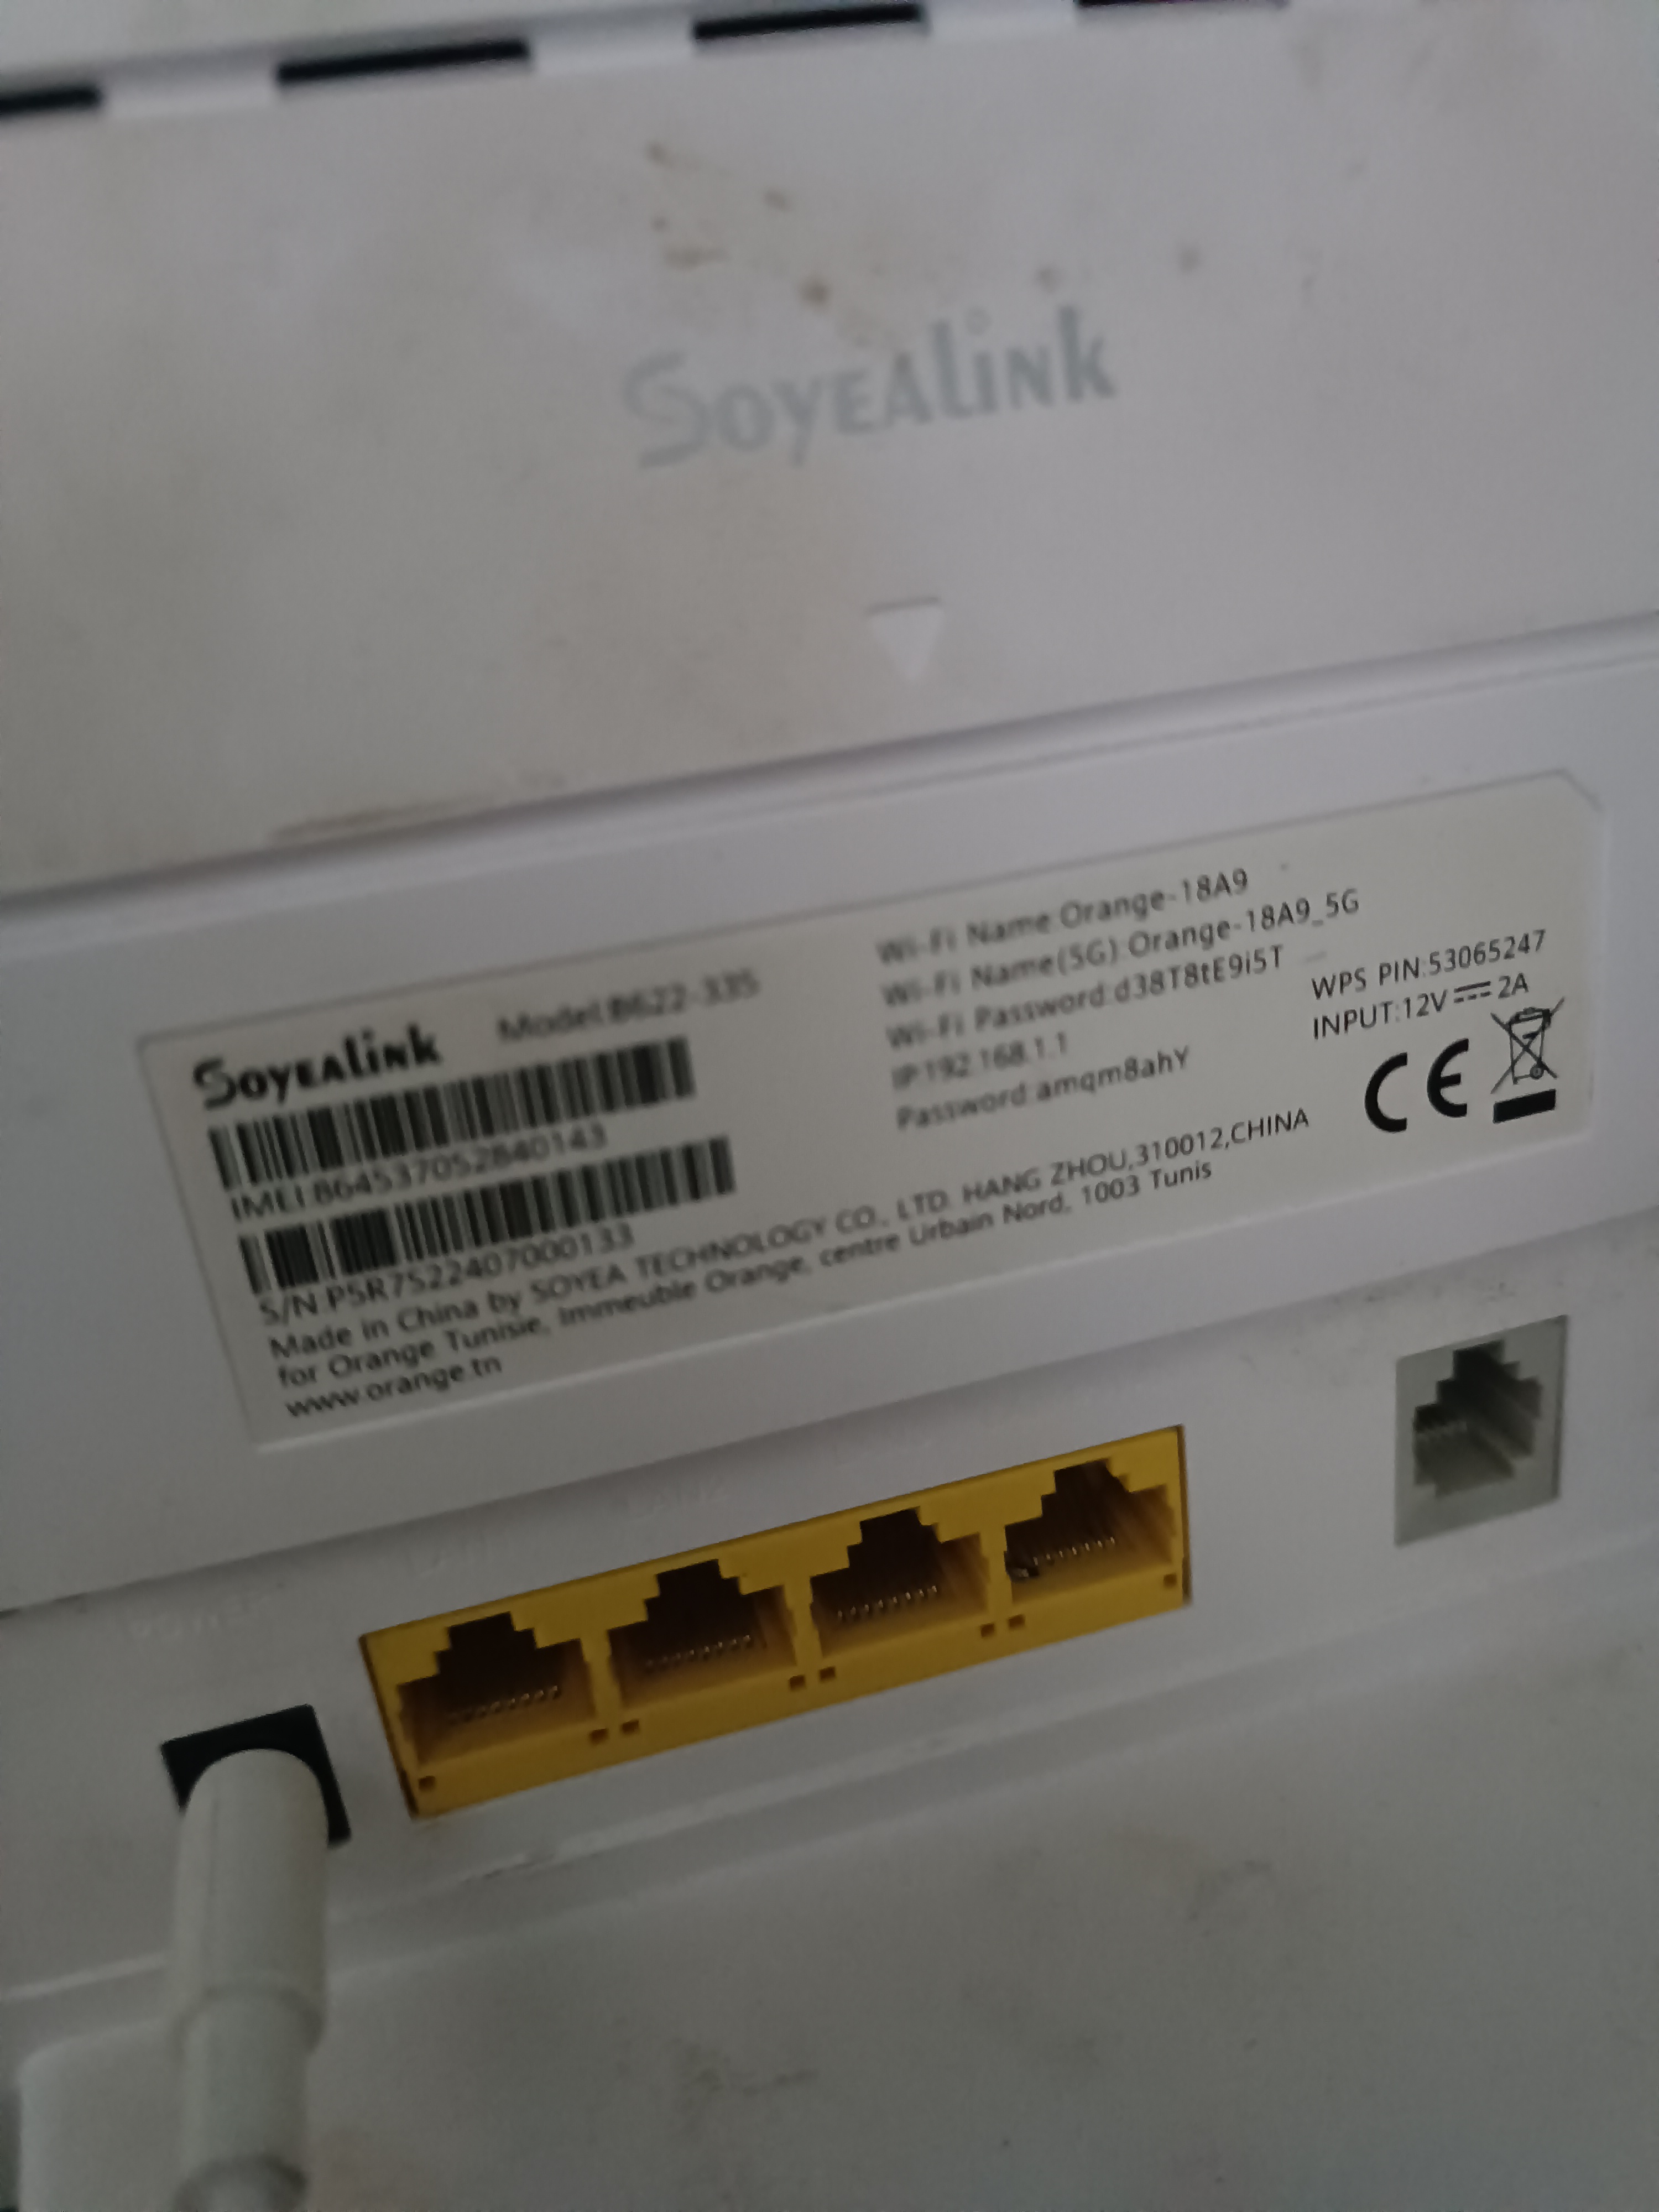 SOYEALINK
SOYEALINK Model:B622-335
IMEI:864537052840143
S/N:P5R7522407000133
Wi-Fi Name:Orange-18A9
Wi-Fi Name(5G):Orange-18A9_5G
Wi-Fi Password:d38T8tE9i5T
IP:192.168.1.1
Password:amqm8ahY
WPS PIN:53065247
INPUT:12V⎓2A
CE
Made in China by SOYEA TECHNOLOGY CO., LTD. HANG ZHOU,310012,CHINA
for Orange Tunisie, Immeuble Orange, centre Urbain Nord, 1003 Tunis
www.orange.tn
POWER